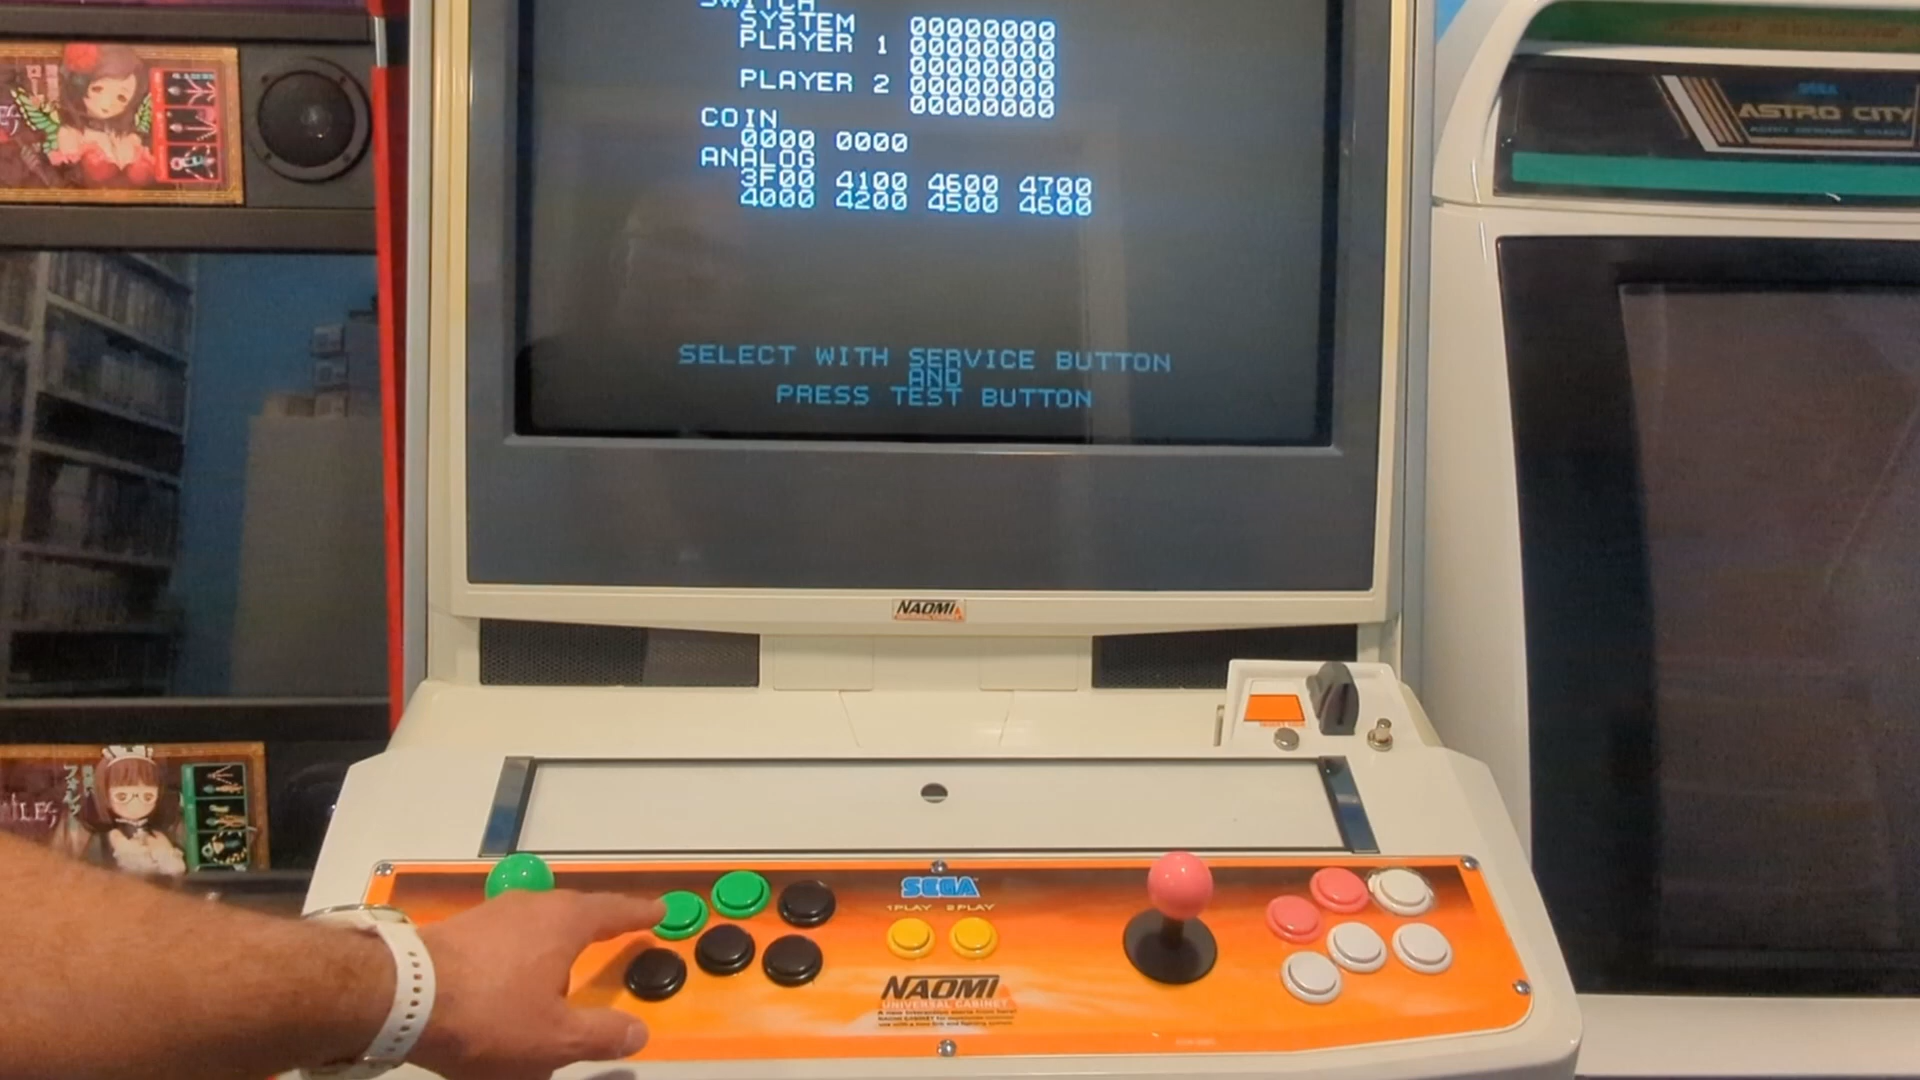 SWITCH
SYSTEM 00000000
PLAYER 1 00000000
00000000
PLAYER 2 00000000
00000000
COIN
0000 0000
ANALOG
3F00 4100 4600 4700
4000 4200 4500 4600
SELECT WITH SERVICE BUTTON
AND
PRESS TEST BUTTON
SEGA
ASTRO CITY
NAOMI
SEGA
1PLAY 2PLAY
NAOMI
UNIVERSAL CABINET